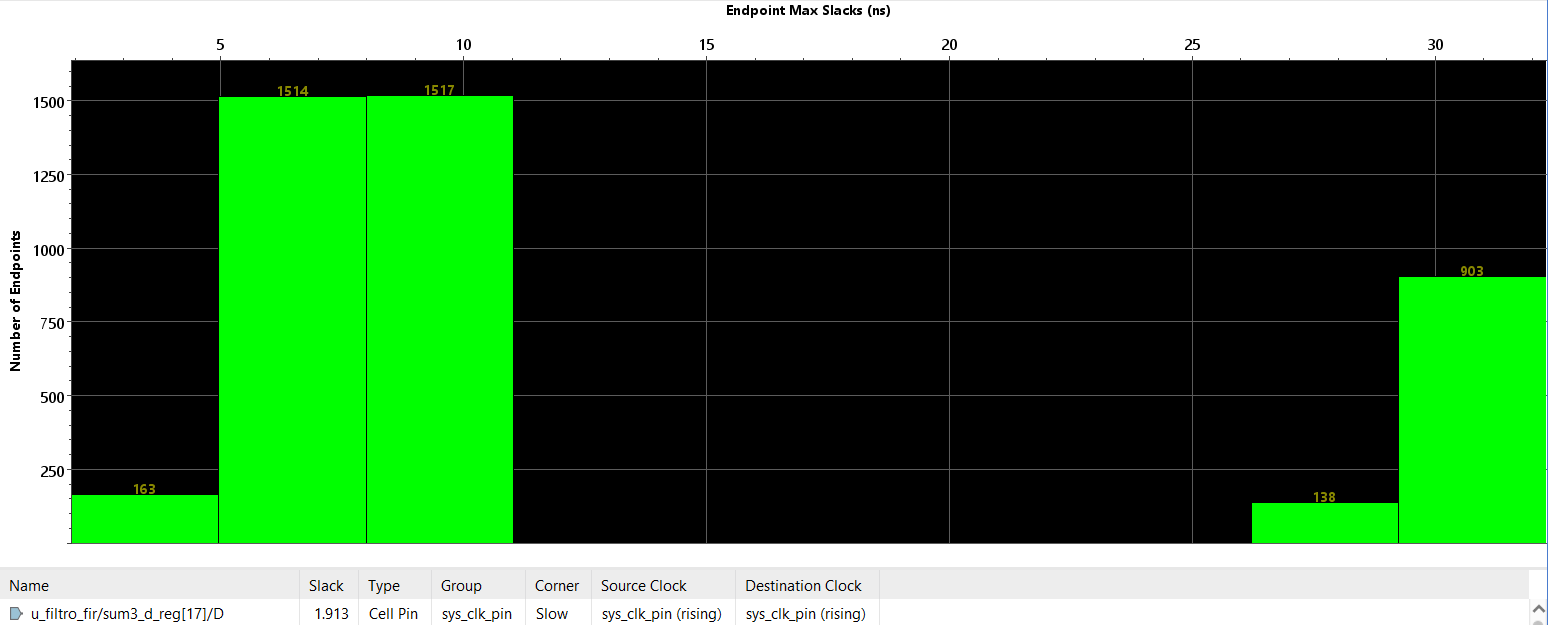 Endpoint Max Slacks (ns)
5 10 15 20 25 30
Number of Endpoints
1500
1250
1000
750
500
250
163
1514
1517
138
903
Name Slack Type Group Corner Source Clock Destination Clock
u_filtro_fir/sum3_d_reg[17]/D 1.913 Cell Pin sys_clk_pin Slow sys_clk_pin (rising) sys_clk_pin (rising)